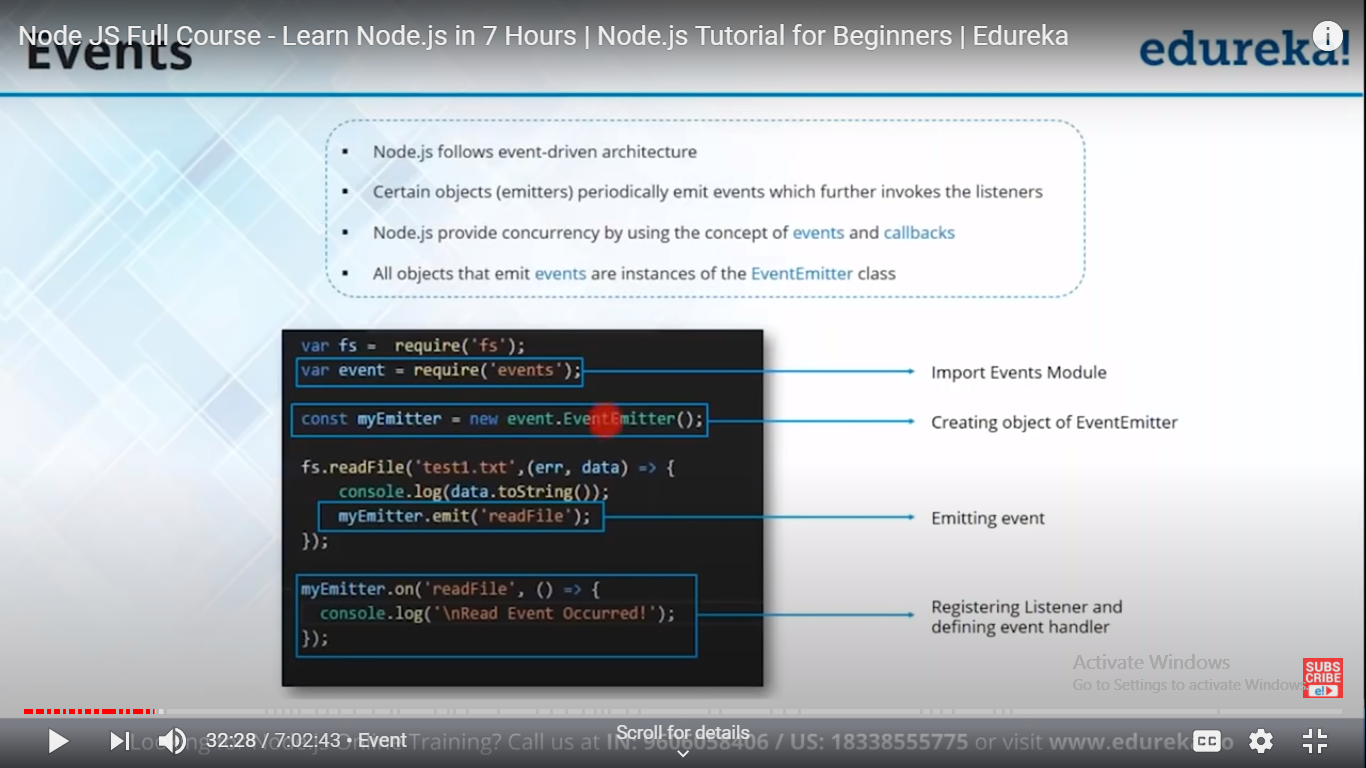 Node JS Full Course - Learn Node.js in 7 Hours | Node.js Tutorial for Beginners | Edureka
Events
edureka!
Node.js follows event-driven architecture
Certain objects (emitters) periodically emit events which further invokes the listeners
Node.js provide concurrency by using the concept of events and callbacks
All objects that emit events are instances of the EventEmitter class
var fs =  require('fs');
var event = require('events');
Import Events Module
const myEmitter = new event.EventEmitter();
Creating object of EventEmitter
fs.readFile('test1.txt',(err, data) => {
console.log(data.toString());
myEmitter.emit('readFile');
Emitting event
});
myEmitter.on('readFile', () => {
console.log('\nRead Event Occurred!');
});
Registering Listener and
defining event handler
Activate Windows
Go to Settings to activate Windows
SUBS
CRIBE
e!
Scroll for details
32:28 / 7:02:43 • Event
Training? Call us at IN: 9606058406 / US: 18338555775 or visit
CC